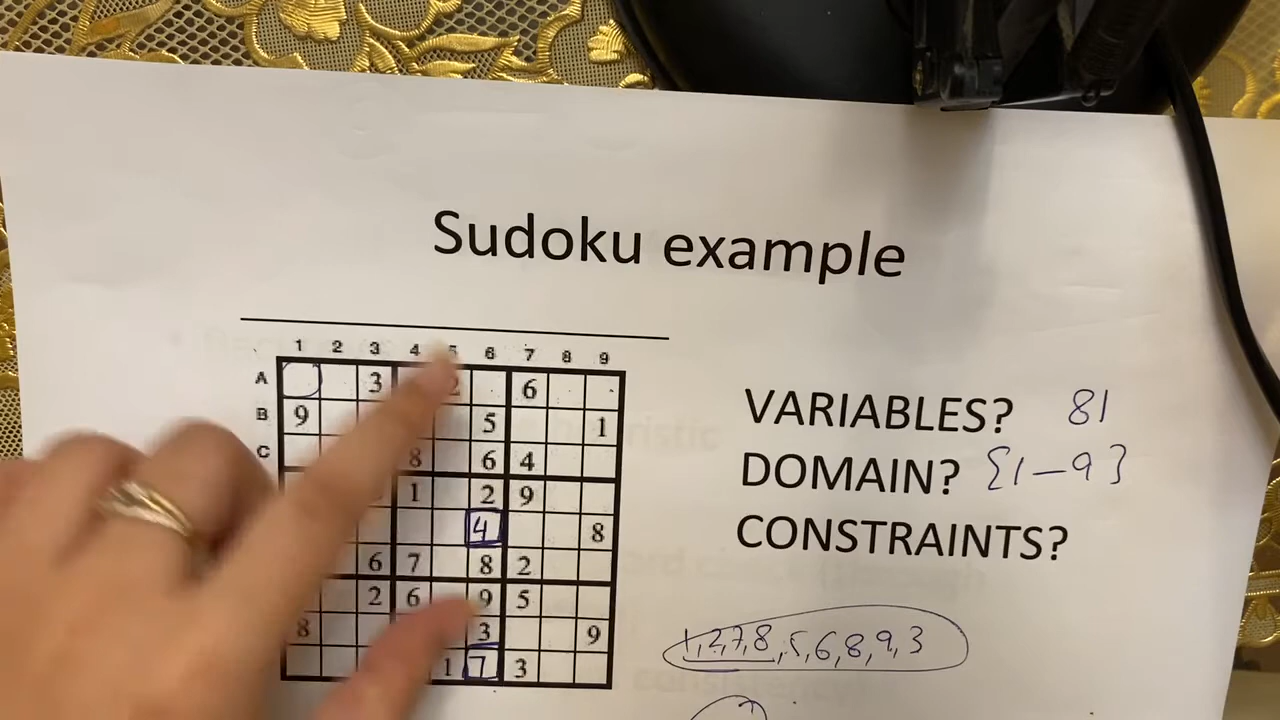 Sudoku example
1 2 3 4 5 6 7 8 9
A 3 2 6
B 9 5 1
C 8 6 4
1 2 9
4 8
6 7 8 2
2 6 9 5
8 3 9
1 7 3
VARIABLES? 81
DOMAIN? {1-9}
CONSTRAINTS?
1,2,7,8,5,6,8,9,3